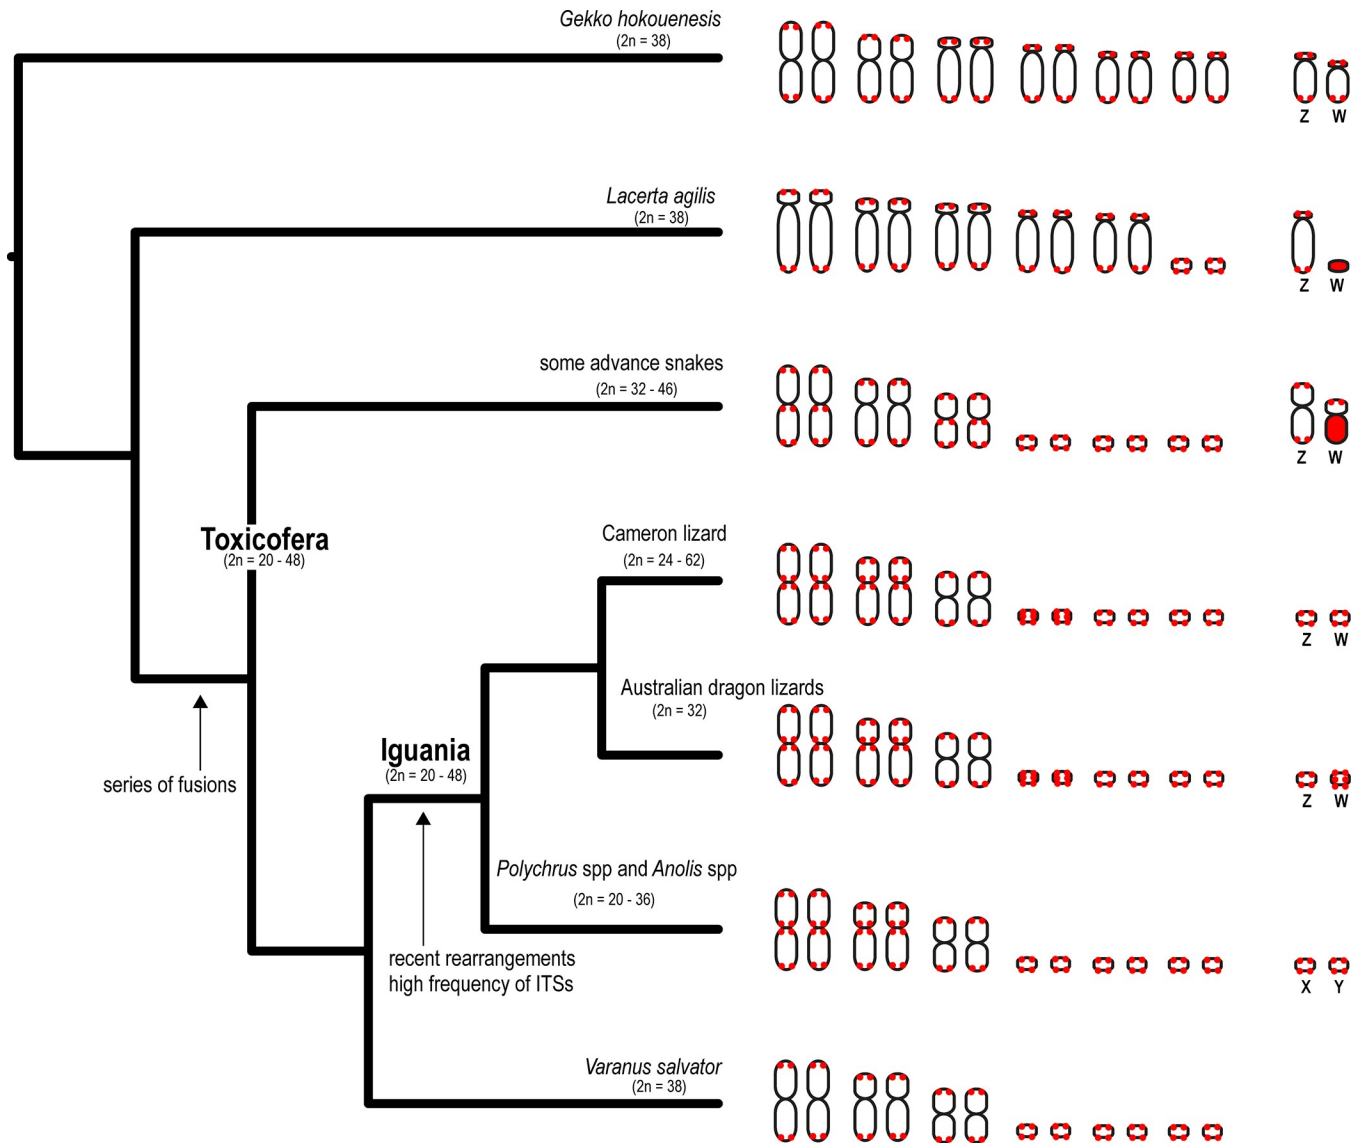 Gekko hokouenesis
(2n = 38)
Z W
Lacerta agilis
(2n = 38)
Z W
some advance snakes
(2n = 32 - 46)
Z W
Toxicofera
(2n = 20 - 48)
Cameron lizard
(2n = 24 - 62)
Z W
Australian dragon lizards
(2n = 32)
Z W
series of fusions
Iguania
(2n = 20 - 48)
Polychrus spp and Anolis spp
(2n = 20 - 36)
X Y
recent rearrangements
high frequency of ITSs
Varanus salvator
(2n = 38)